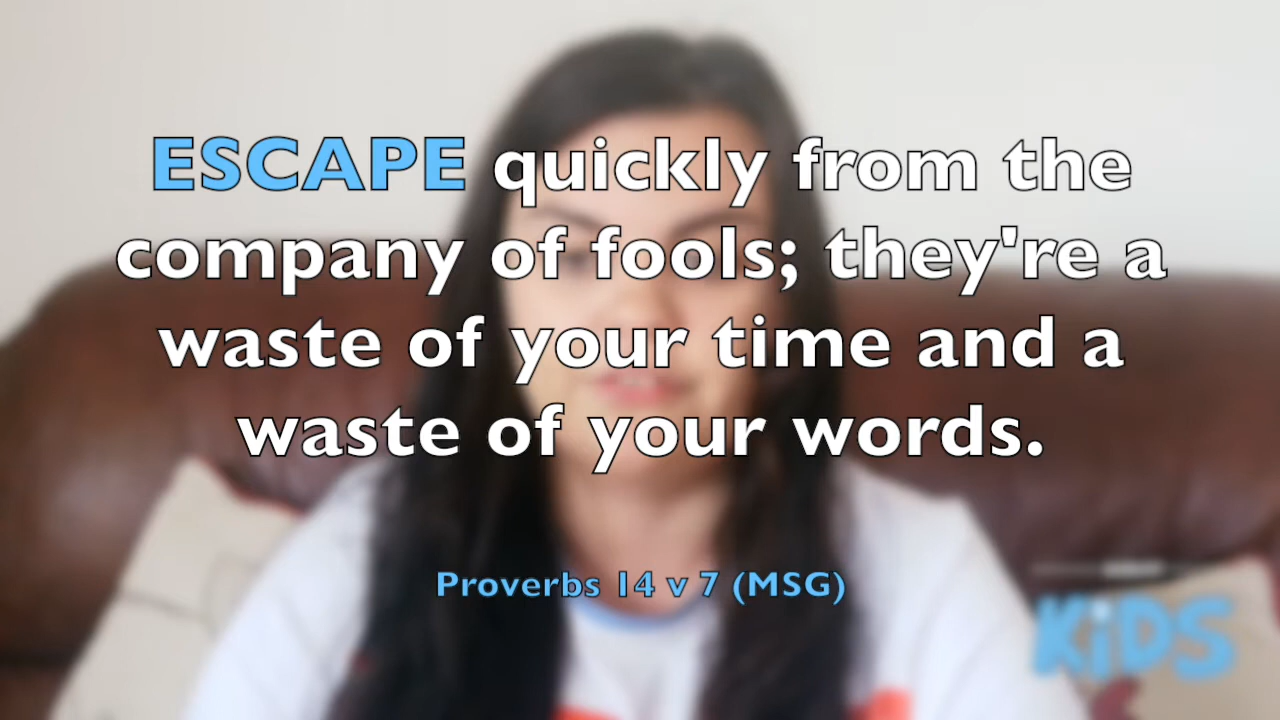 ESCAPE quickly from the
company of fools; they're a
waste of your time and a
waste of your words.
Proverbs 14 v 7 (MSG)
KiDS